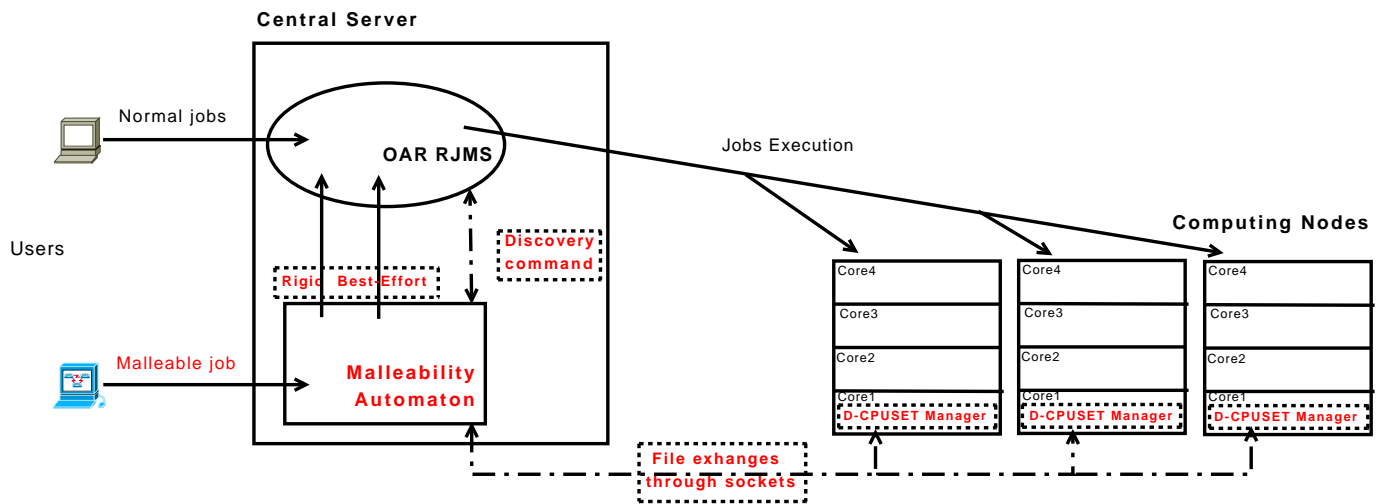 Central Server
Normal jobs
OAR RJMS
Jobs Execution
Users
Discovery
command
Computing Nodes
Rigid Best-Effort
Malleable job
Malleability
Automaton
Core4
Core3
Core2
Core1
D-CPUSET Manager
Core4
Core3
Core2
Core1
D-CPUSET Manager
Core4
Core3
Core2
Core1
D-CPUSET Manager
File exhanges
through sockets